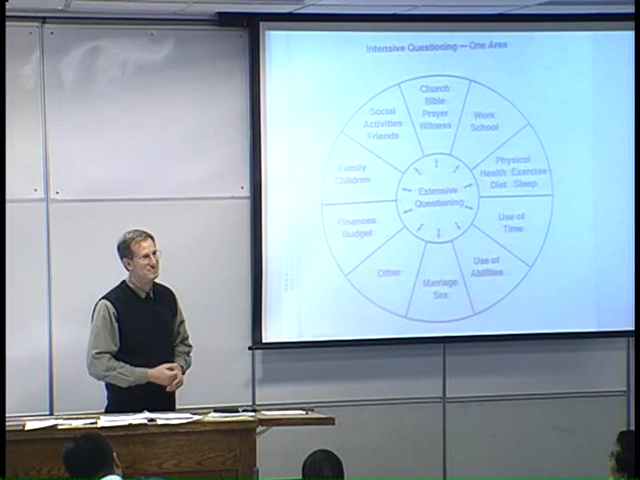 Intensive Questioning — One Area
Church
Bible
Prayer
Witness
Work
School
Physical
Health Exercise
Diet Sleep
Use of
Time
Use of
Abilities
Marriage
Sex
Other
Finances
Budget
Family
Children
Social
Activities
Friends
Extensive
Questioning